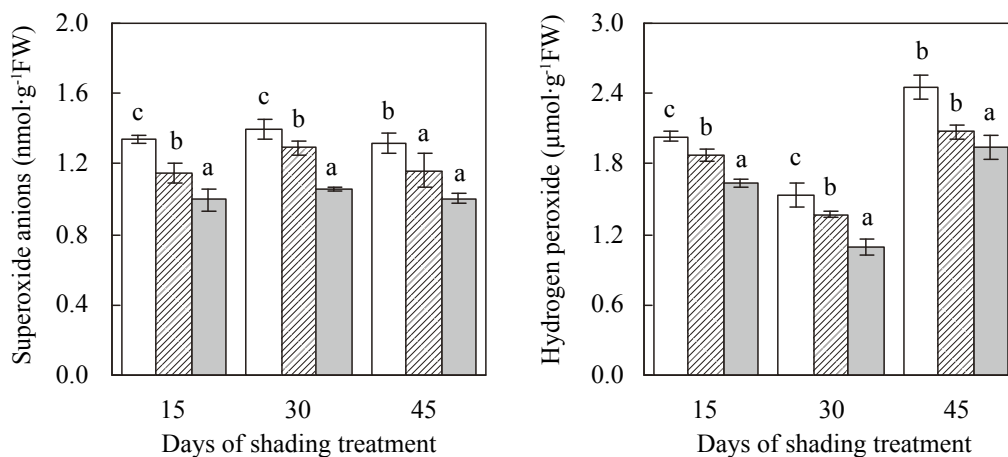 Superoxide anions (nmol·g⁻¹FW)
2.0
1.6
1.2
0.8
0.4
0.0
c
b
a
c
b
a
b
a
a
15
30
45
Days of shading treatment
Hydrogen peroxide (μmol·g⁻¹FW)
3.0
2.4
1.8
1.2
0.6
0.0
c
b
a
c
b
a
b
b
a
15
30
45
Days of shading treatment